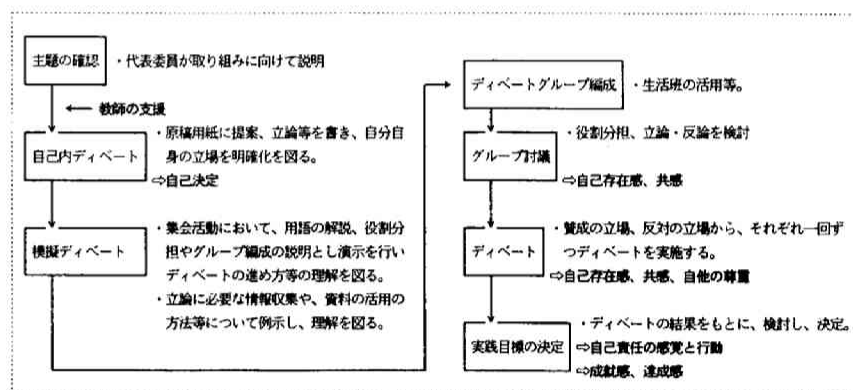 主題の確認
・代表委員が取り組みに向けて説明
← 教師の支援
自己内ディベート
・原稿用紙に提案、立論等を書き、自分自
身の立場を明確化を図る。
⇨自己決定
模擬ディベート
・集会活動において、用語の解説、役割分
担やグループ編成の説明とし演示を行い
ディベートの進め方等の理解を図る。
・立論に必要な情報収集や、資料の活用の
方法等について例示し、理解を図る。
ディベートグループ編成
・生活班の活用等。
グループ討議
・役割分担、立論・反論を検討
⇨自己存在感、共感
ディベート
・賛成の立場、反対の立場から、それぞれ一回ず
つディベートを実施する。
⇨自己存在感、共感、自他の尊重
実践目標の決定
・ディベートの結果をもとに、検討し、決定。
⇨自己責任の感覚と行動
⇨成就感、達成感